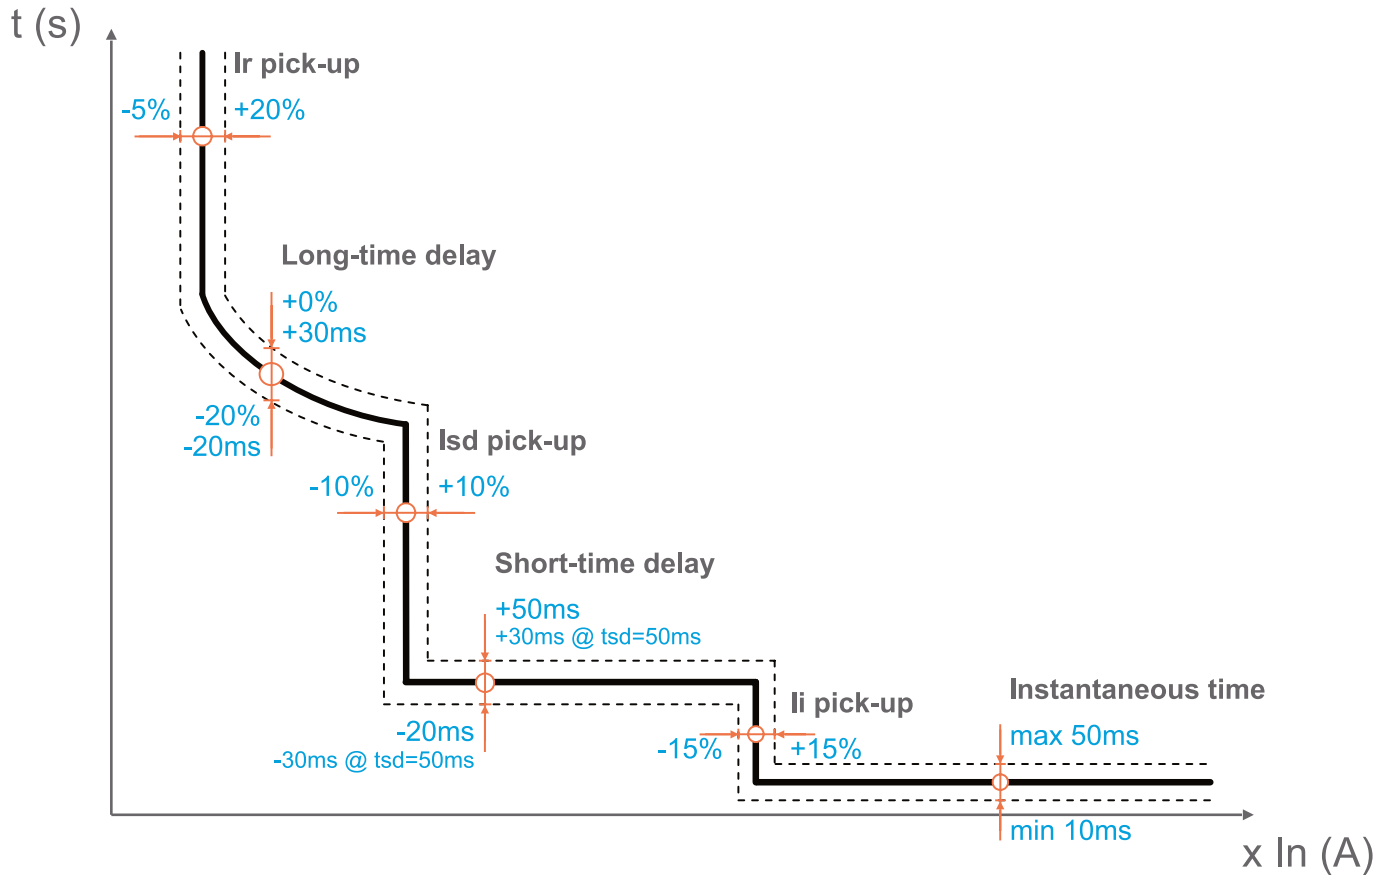 t (s)
Ir pick-up
-5%
+20%
Long-time delay
+0%
+30ms
-20%
-20ms
Isd pick-up
-10%
+10%
Short-time delay
+50ms
+30ms @ tsd=50ms
-20ms
-30ms @ tsd=50ms
Ii pick-up
-15%
+15%
Instantaneous time
max 50ms
min 10ms
x In (A)